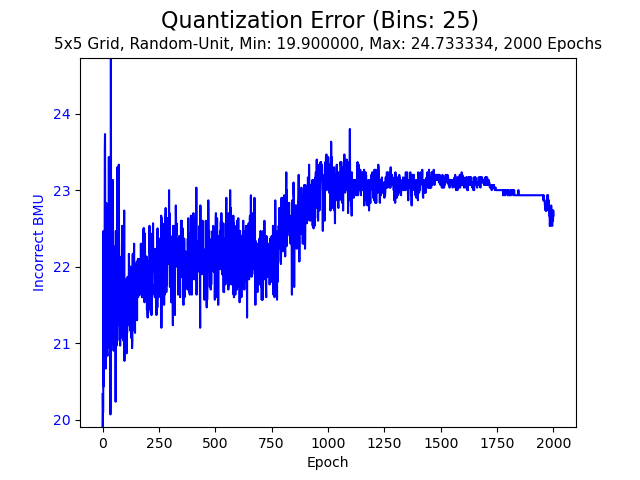 Quantization Error (Bins: 25)
5x5 Grid, Random-Unit, Min: 19.900000, Max: 24.733334, 2000 Epochs
24
23
22
21
20
Incorrect BMU
0 250 500 750 1000 1250 1500 1750 2000
Epoch